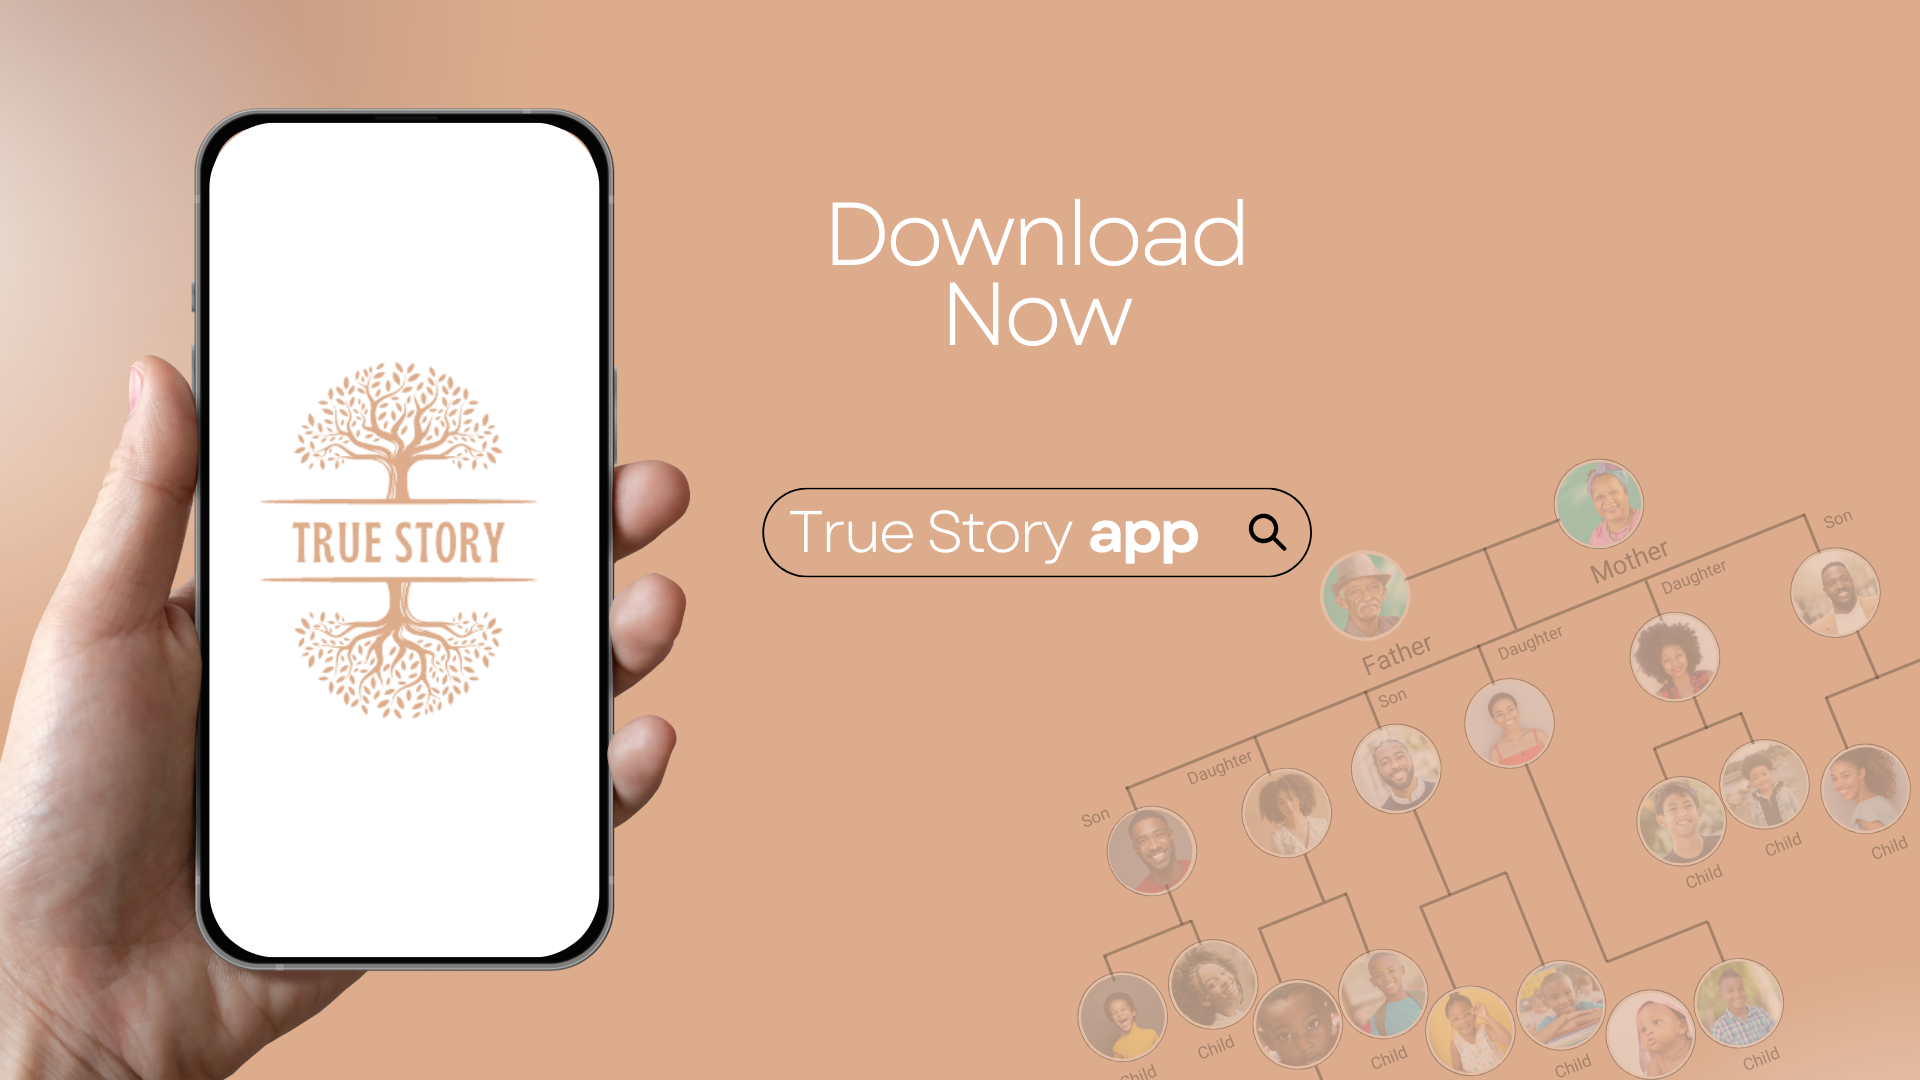 Download
Now
TRUE STORY
True Story app
Mother
Father
Son
Daughter
Daughter
Son
Daughter
Son
Child
Child
Child
Child
Child
Child
Child
Child